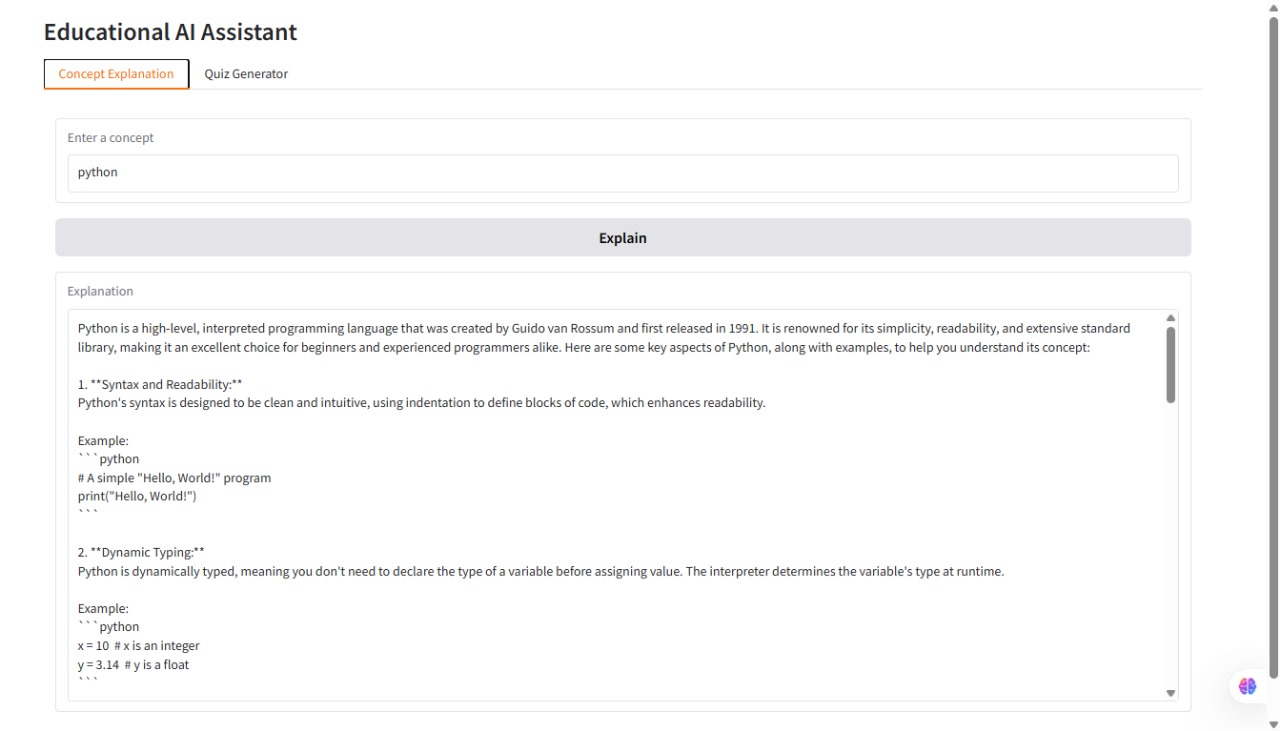 Educational AI Assistant
Concept Explanation
Quiz Generator
Enter a concept
python
Explain
Explanation
Python is a high-level, interpreted programming language that was created by Guido van Rossum and first released in 1991. It is renowned for its simplicity, readability, and extensive standard
library, making it an excellent choice for beginners and experienced programmers alike. Here are some key aspects of Python, along with examples, to help you understand its concept:
1. **Syntax and Readability:**
Python's syntax is designed to be clean and intuitive, using indentation to define blocks of code, which enhances readability.
Example:
```python
# A simple "Hello, World!" program
print("Hello, World!")
```
2. **Dynamic Typing:**
Python is dynamically typed, meaning you don't need to declare the type of a variable before assigning value. The interpreter determines the variable's type at runtime.
Example:
```python
x = 10  # x is an integer
y = 3.14  # y is a float
```